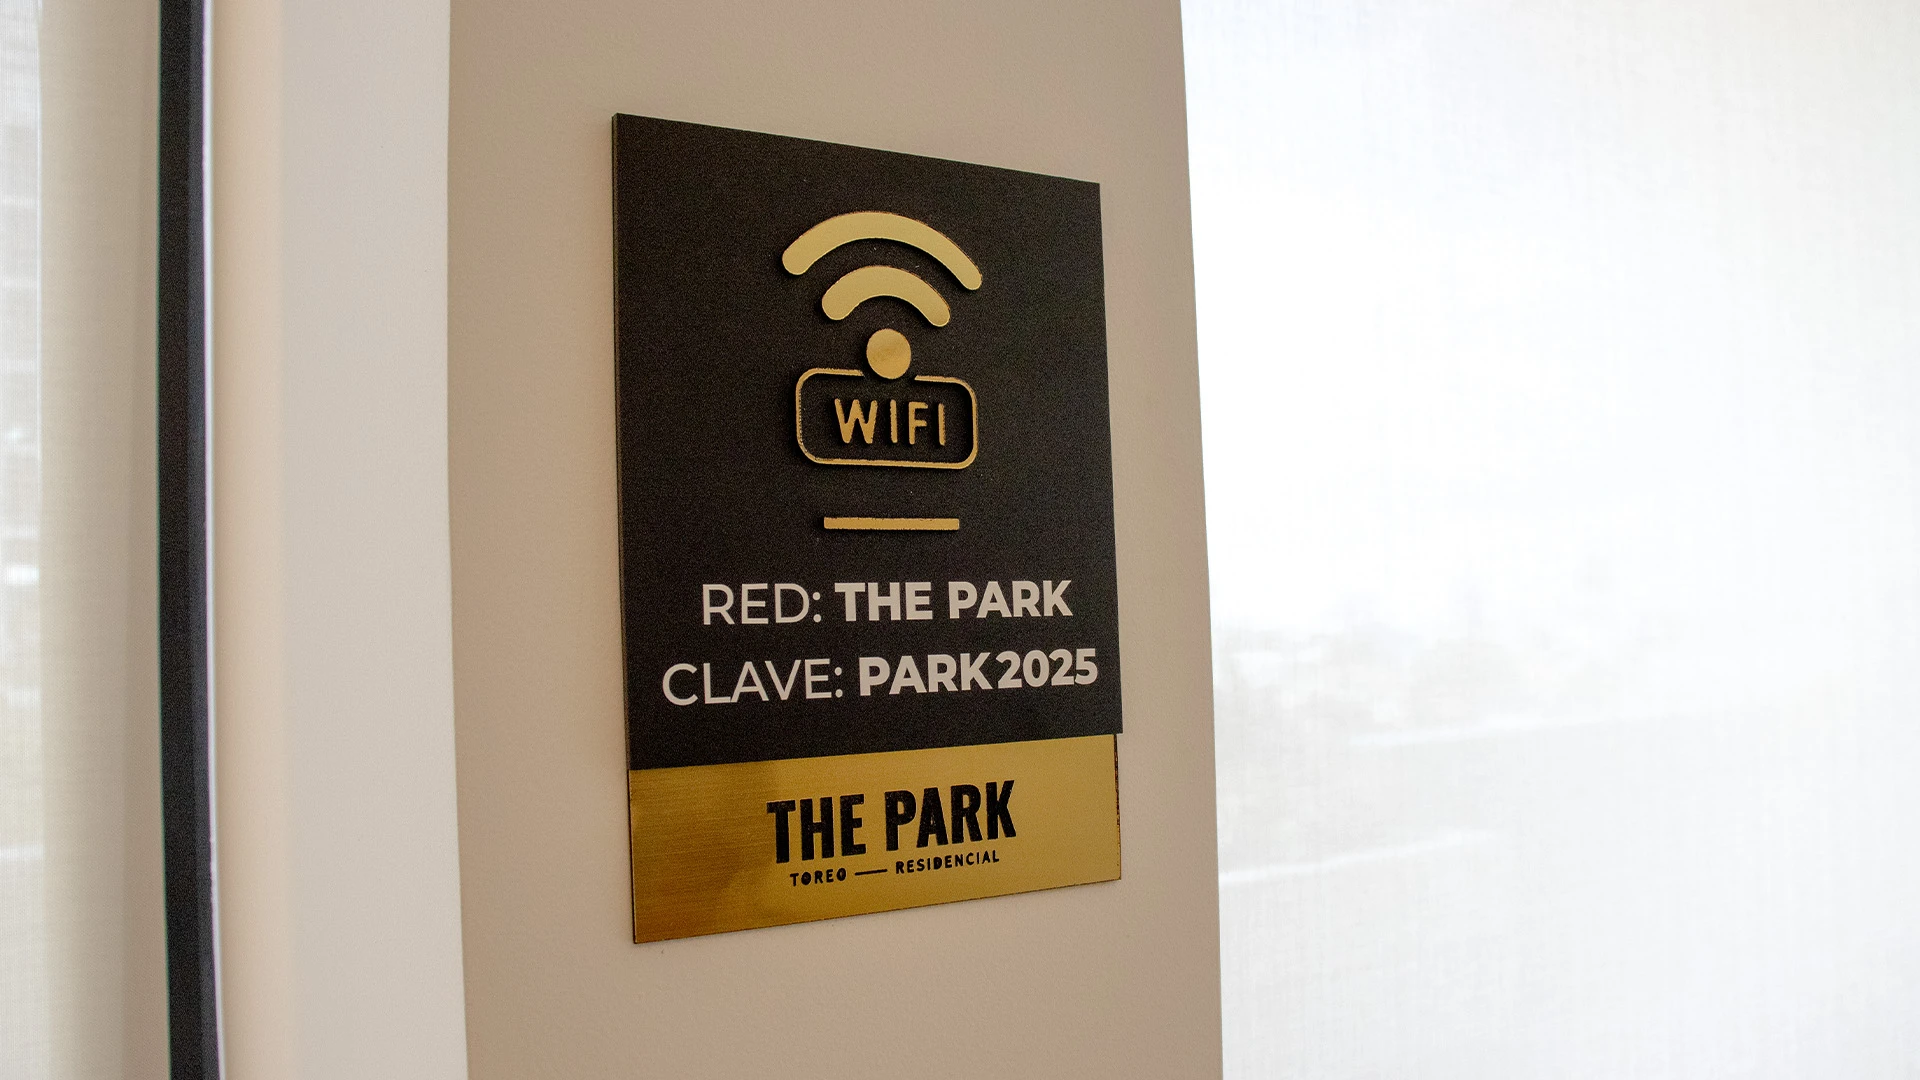 WIFI
RED: THE PARK
CLAVE: PARK2025
THE PARK
TOREO — RESIDENCIAL